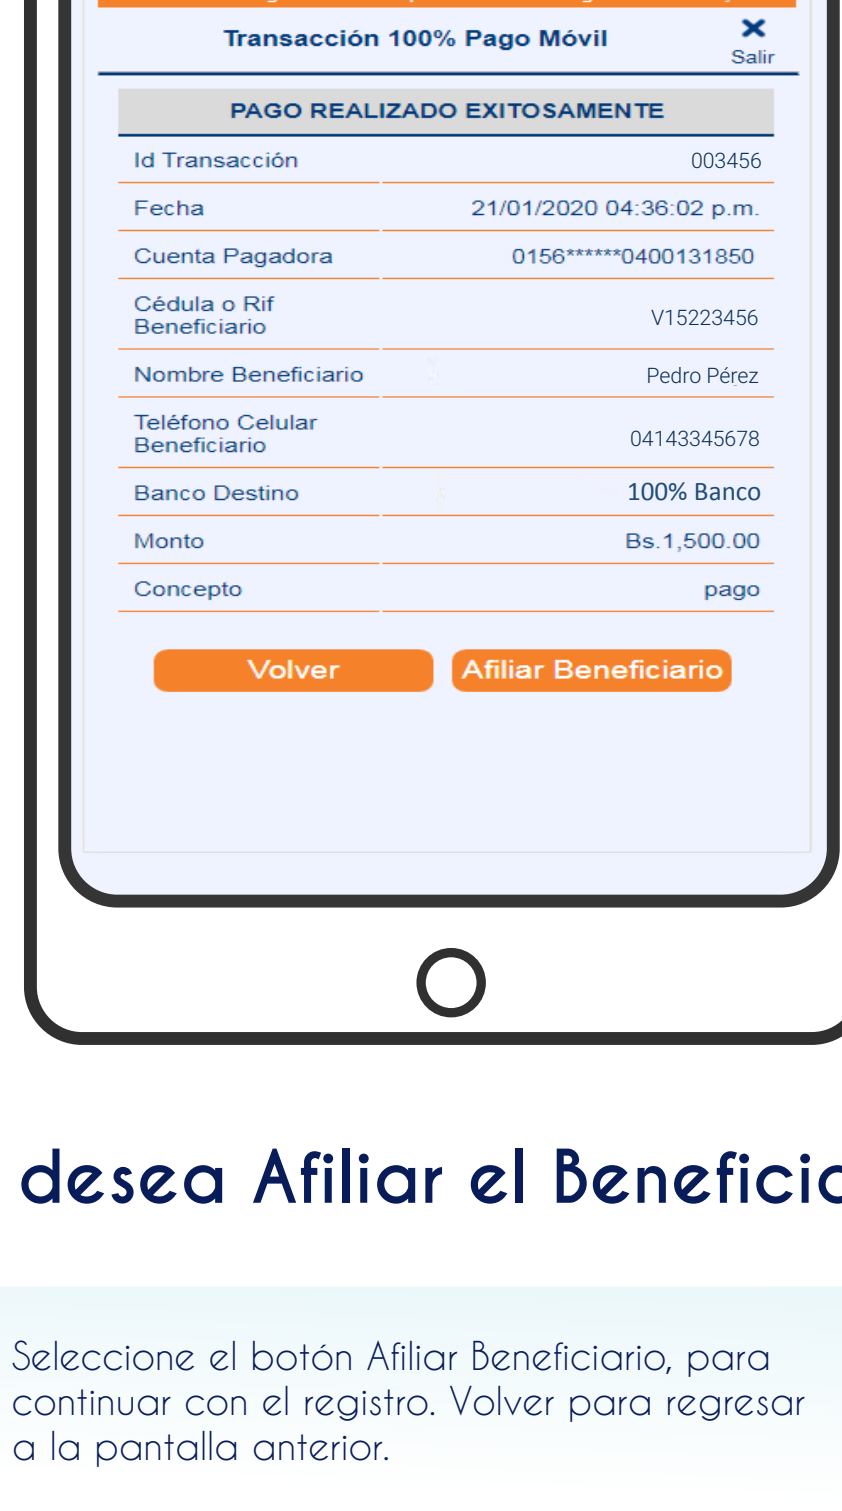 Transacción 100% Pago Móvil
Salir
PAGO REALIZADO EXITOSAMENTE
Id Transacción 003456
Fecha 21/01/2020 04:36:02 p.m.
Cuenta Pagadora 0156******0400131850
Cédula o Rif
Beneficiario V15223456
Nombre Beneficiario Pedro Pérez
Teléfono Celular
Beneficiario 04143345678
Banco Destino 100% Banco
Monto Bs.1,500.00
Concepto pago
Volver Afiliar Beneficiario
desea Afiliar el
Seleccione el botón Afiliar Beneficiario, para
continuar con el registro. Volver para regresar
a la pantalla anterior.